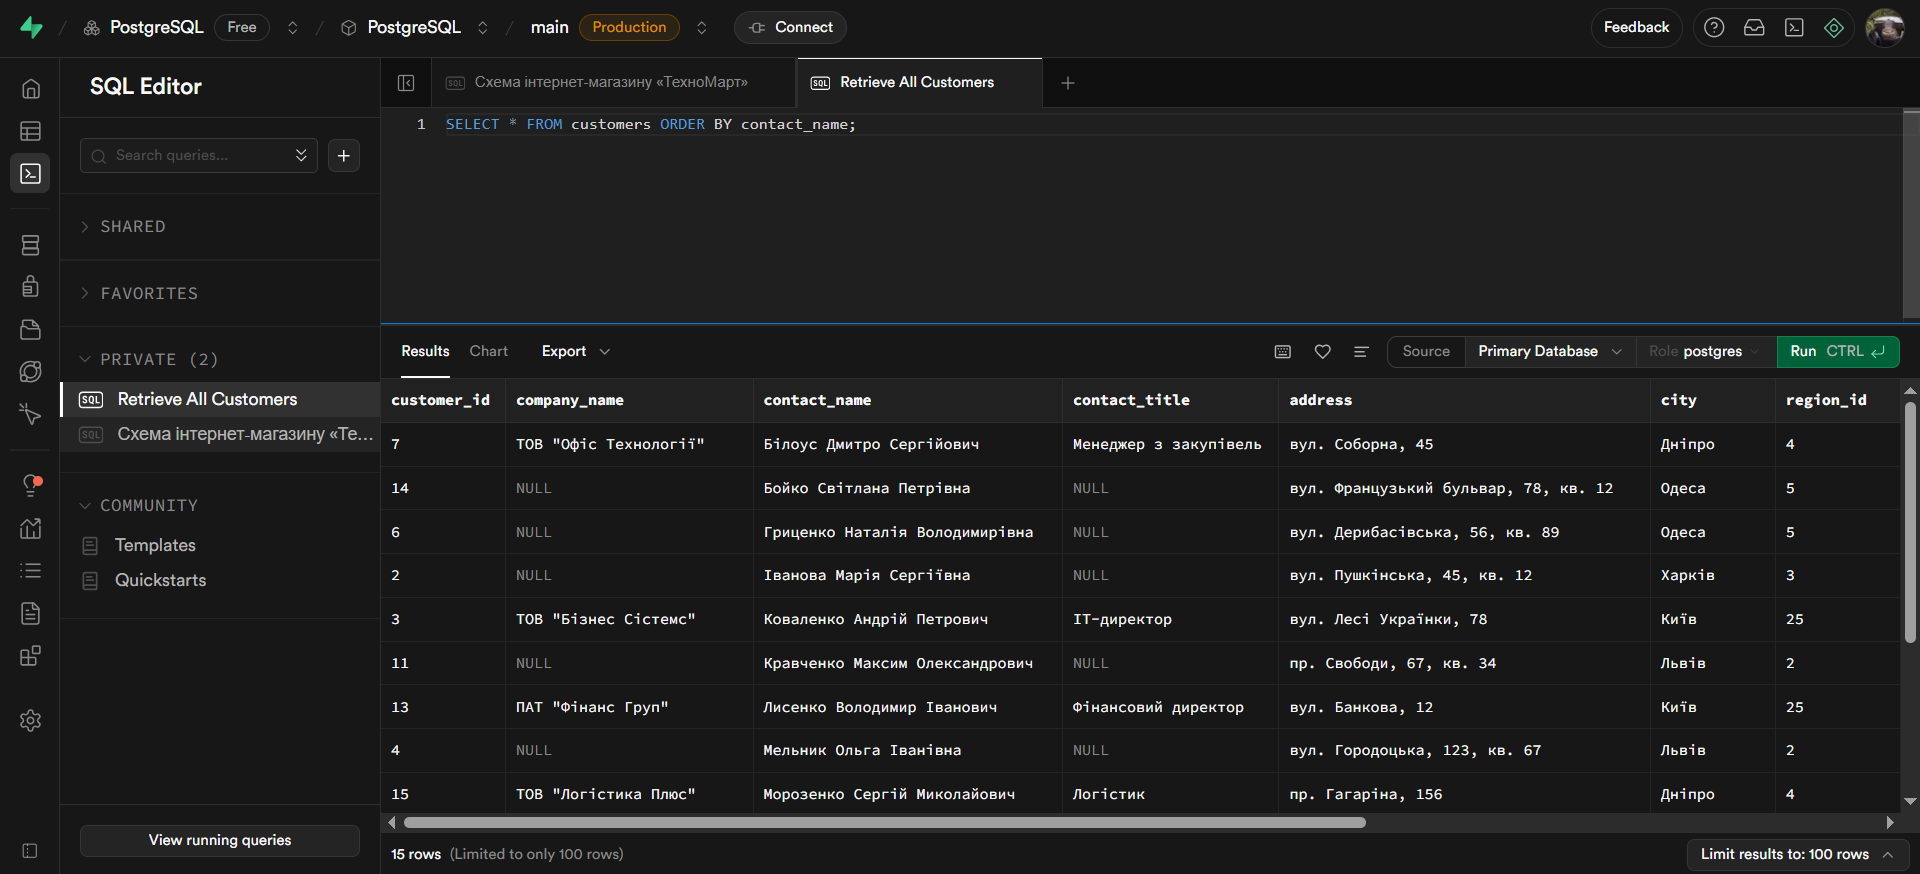 PostgreSQL Free PostgreSQL main Production Connect Feedback
SQL Editor
Search queries...
SHARED
FAVORITES
PRIVATE (2)
SQL Retrieve All Customers
SQL Схема інтернет-магазину «Те...
COMMUNITY
Templates
Quickstarts
View running queries
SQL Схема інтернет-магазину «ТехноМарт» SQL Retrieve All Customers
1 SELECT * FROM customers ORDER BY contact_name;
Results Chart Export Source Primary Database Role postgres Run CTRL
customer_id company_name contact_name contact_title address city region_id
7 ТОВ "Офіс Технології" Білоус Дмитро Сергійович Менеджер з закупівель вул. Соборна, 45 Дніпро 4
14 NULL Бойко Світлана Петрівна NULL вул. Французький бульвар, 78, кв. 12 Одеса 5
6 NULL Гриценко Наталія Володимирівна NULL вул. Дерибасівська, 56, кв. 89 Одеса 5
2 NULL Іванова Марія Сергіївна NULL вул. Пушкінська, 45, кв. 12 Харків 3
3 ТОВ "Бізнес Сістемс" Коваленко Андрій Петрович ІТ-директор вул. Лесі Українки, 78 Київ 25
11 NULL Кравченко Максим Олександрович NULL пр. Свободи, 67, кв. 34 Львів 2
13 ПАТ "Фінанс Груп" Лисенко Володимир Іванович Фінансовий директор вул. Банкова, 12 Київ 25
4 NULL Мельник Ольга Іванівна NULL вул. Городоцька, 123, кв. 67 Львів 2
15 ТОВ "Логістика Плюс" Морозенко Сергій Миколайович Логістик пр. Гагаріна, 156 Дніпро 4
15 rows (Limited to only 100 rows) Limit results to: 100 rows